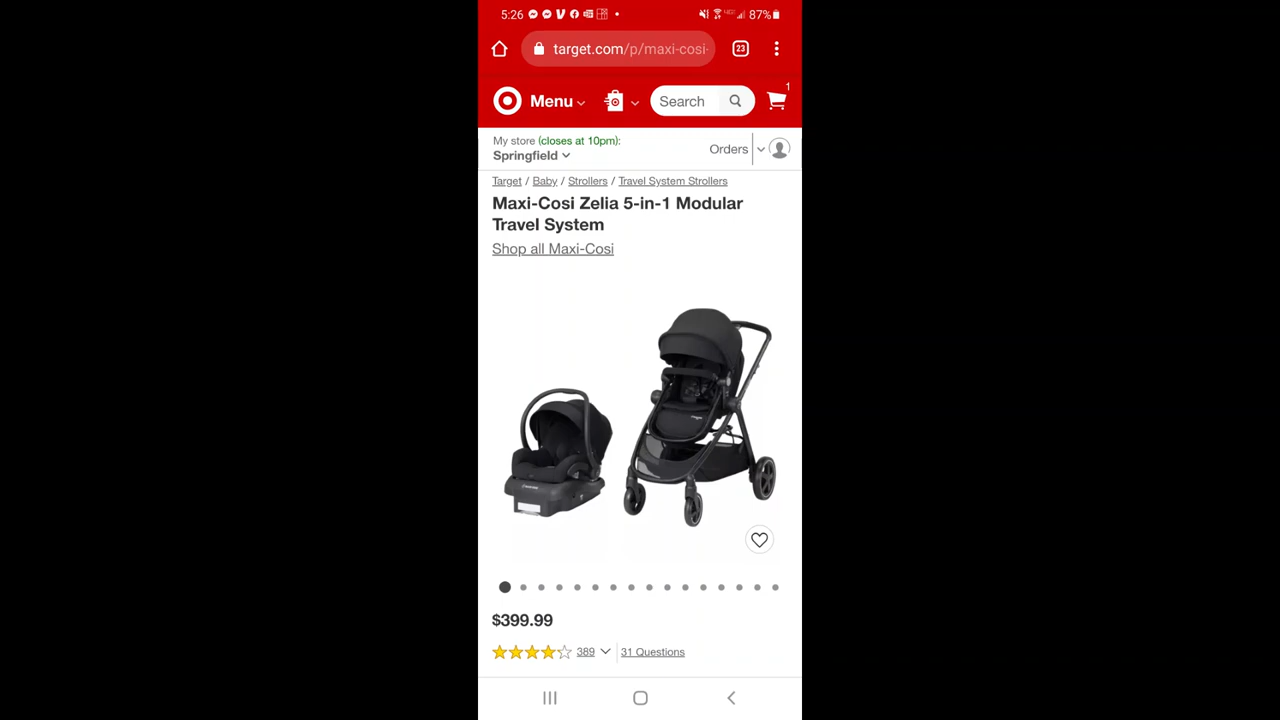 5:26 87%
target.com/p/maxi-cosi-
23
Menu
Search
1
My store (closes at 10pm):
Springfield
Orders
Target / Baby / Strollers / Travel System Strollers
Maxi-Cosi Zelia 5-in-1 Modular
Travel System
Shop all Maxi-Cosi
$399.99
389
31 Questions